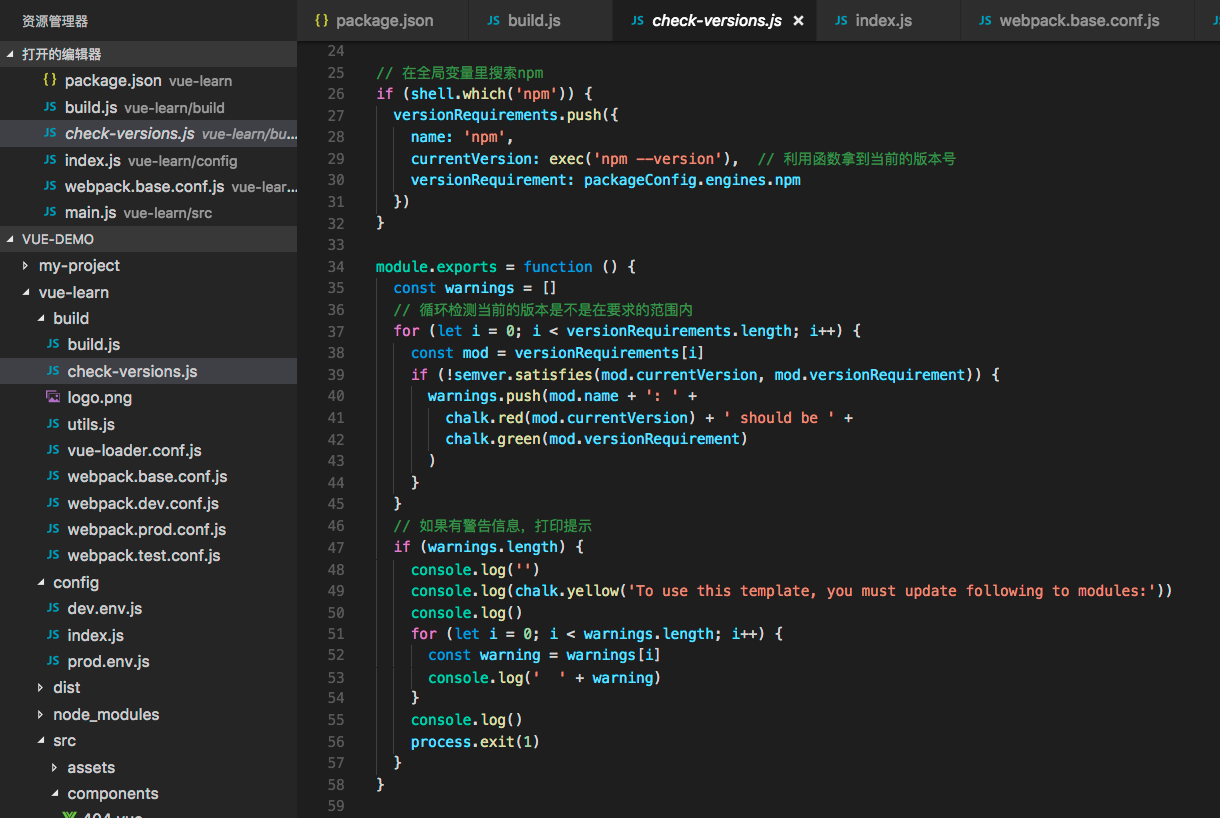 资源管理器
打开的编辑器
{} package.json vue-learn
JS build.js vue-learn/build
JS check-versions.js vue-learn/bu...
JS index.js vue-learn/config
JS webpack.base.conf.js vue-lear...
JS main.js vue-learn/src
VUE-DEMO
my-project
vue-learn
build
JS build.js
JS check-versions.js
logo.png
JS utils.js
JS vue-loader.conf.js
JS webpack.base.conf.js
JS webpack.dev.conf.js
JS webpack.prod.conf.js
JS webpack.test.conf.js
config
JS dev.env.js
JS index.js
JS prod.env.js
dist
node_modules
src
assets
components
404.vue
{} package.json JS build.js JS check-versions.js × JS index.js JS webpack.base.conf.js
24
25 // 在全局变量里搜索npm
26 if (shell.which('npm')) {
27 versionRequirements.push({
28 name: 'npm',
29 currentVersion: exec('npm --version'), // 利用函数拿到当前的版本号
30 versionRequirement: packageConfig.engines.npm
31 })
32 }
33
34 module.exports = function () {
35 const warnings = []
36 // 循环检测当前的版本是不是在要求的范围内
37 for (let i = 0; i < versionRequirements.length; i++) {
38 const mod = versionRequirements[i]
39 if (!semver.satisfies(mod.currentVersion, mod.versionRequirement)) {
40 warnings.push(mod.name + ': ' +
41 chalk.red(mod.currentVersion) + ' should be ' +
42 chalk.green(mod.versionRequirement)
43 )
44 }
45 }
46 // 如果有警告信息，打印提示
47 if (warnings.length) {
48 console.log('')
49 console.log(chalk.yellow('To use this template, you must update following to modules:'))
50 console.log()
51 for (let i = 0; i < warnings.length; i++) {
52 const warning = warnings[i]
53 console.log('  ' + warning)
54 }
55 console.log()
56 process.exit(1)
57 }
58 }
59